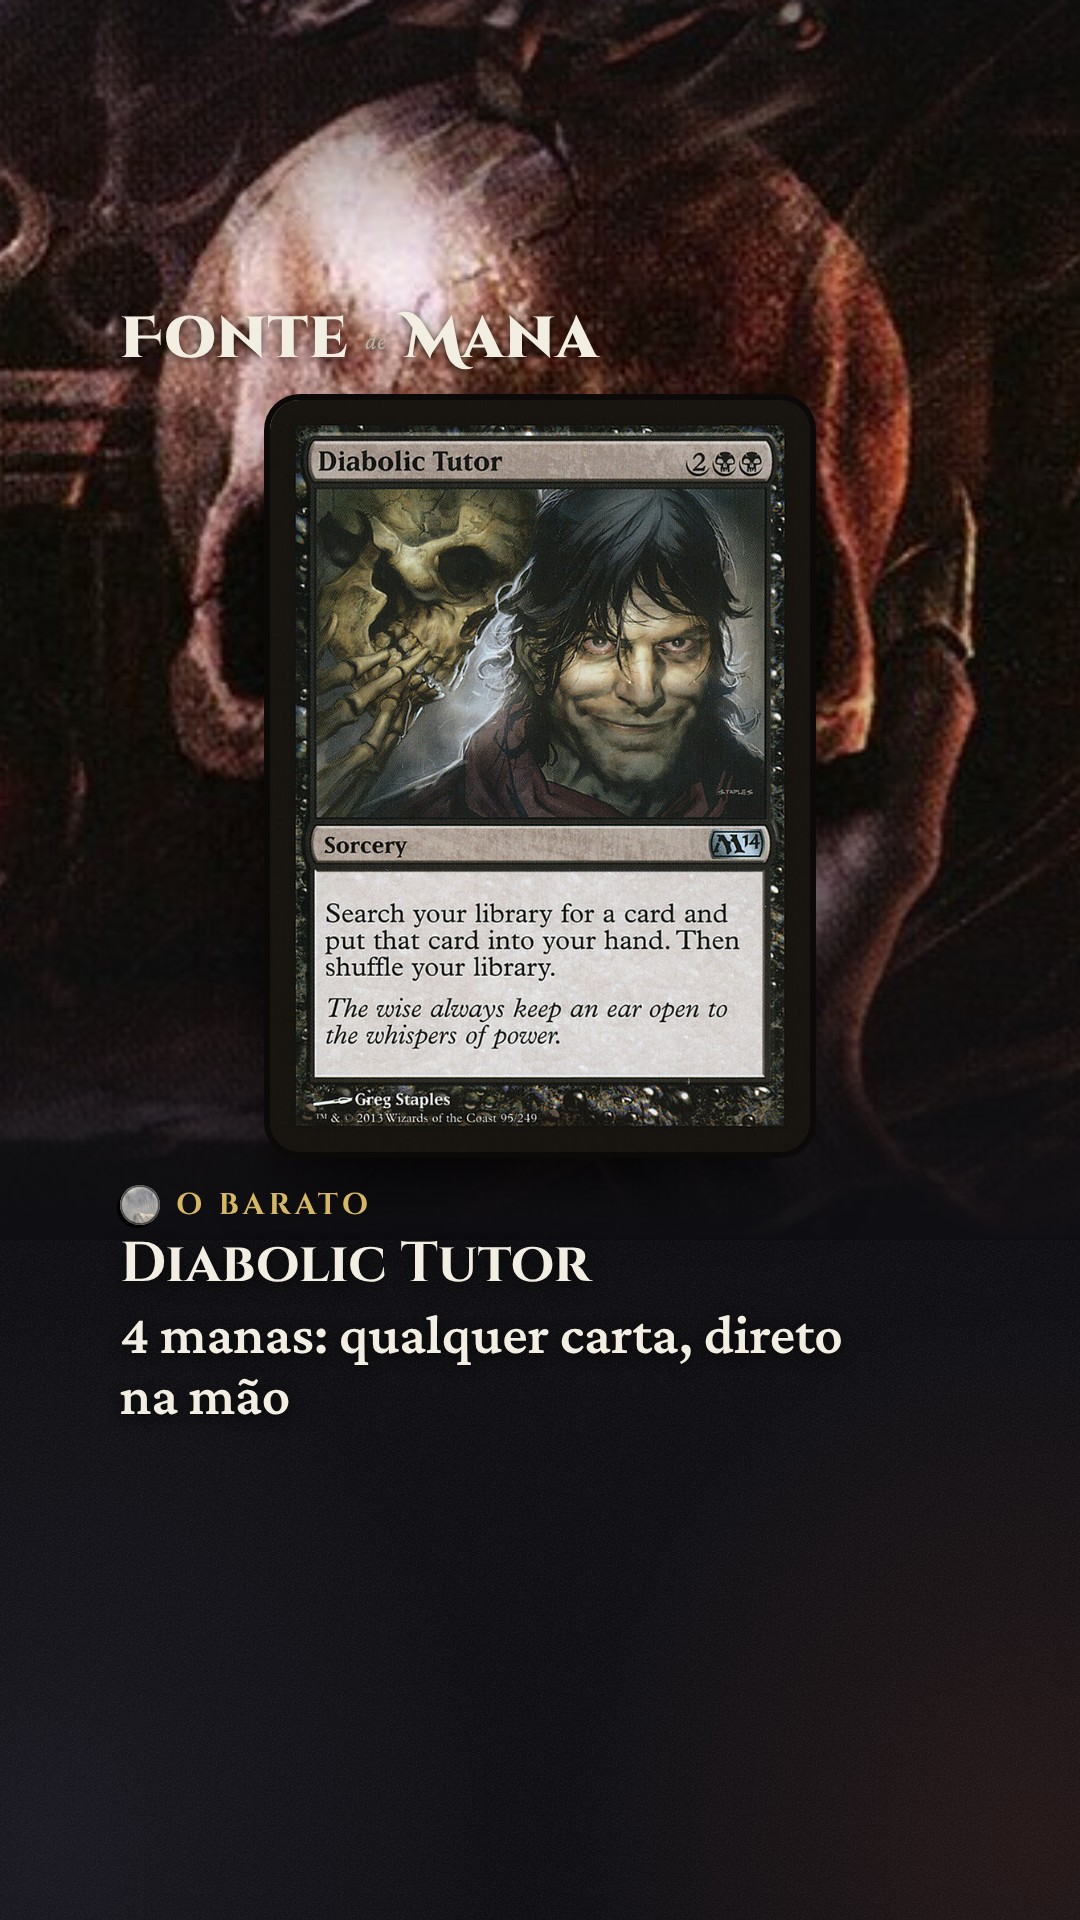 Fonte de Mana
Diabolic Tutor 2
STAPLES
Sorcery M14
Search your library for a card and
put that card into your hand. Then
shuffle your library.
The wise always keep an ear open to
the whispers of power.
Greg Staples
™ & © 2013 Wizards of the Coast 95/249
O BARATO
Diabolic Tutor
4 manas: qualquer carta, direto
na mão